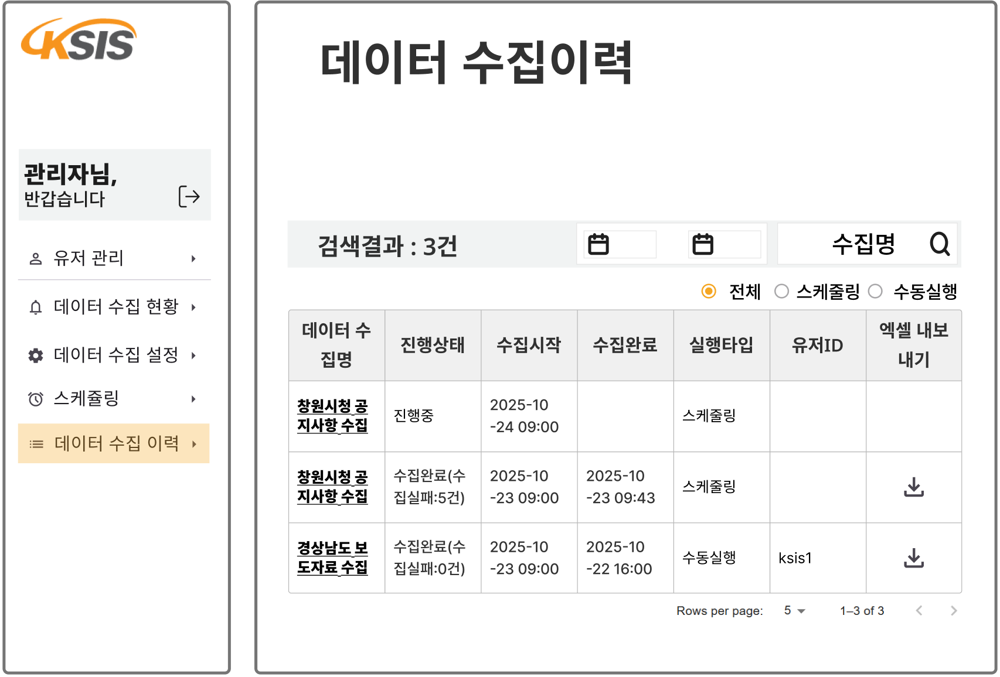 KSIS
관리자님,
반갑습니다
유저 관리
데이터 수집 현황
데이터 수집 설정
스케쥴링
데이터 수집 이력
데이터 수집이력
검색결과 : 3건
수집명
전체 스케줄링 수동실행
데이터 수
집명
진행상태
수집시작
수집완료
실행타입
유저ID
엑셀 내보
내기
창원시청 공
지사항 수집
진행중
2025-10
-24 09:00
스케줄링
창원시청 공
지사항 수집
수집완료(수
집실패:5건)
2025-10
-23 09:00
2025-10
-23 09:43
스케줄링
경상남도 보
도자료 수집
수집완료(수
집실패:0건)
2025-10
-23 09:00
2025-10
-22 16:00
수동실행
ksis1
Rows per page: 5 1–3 of 3